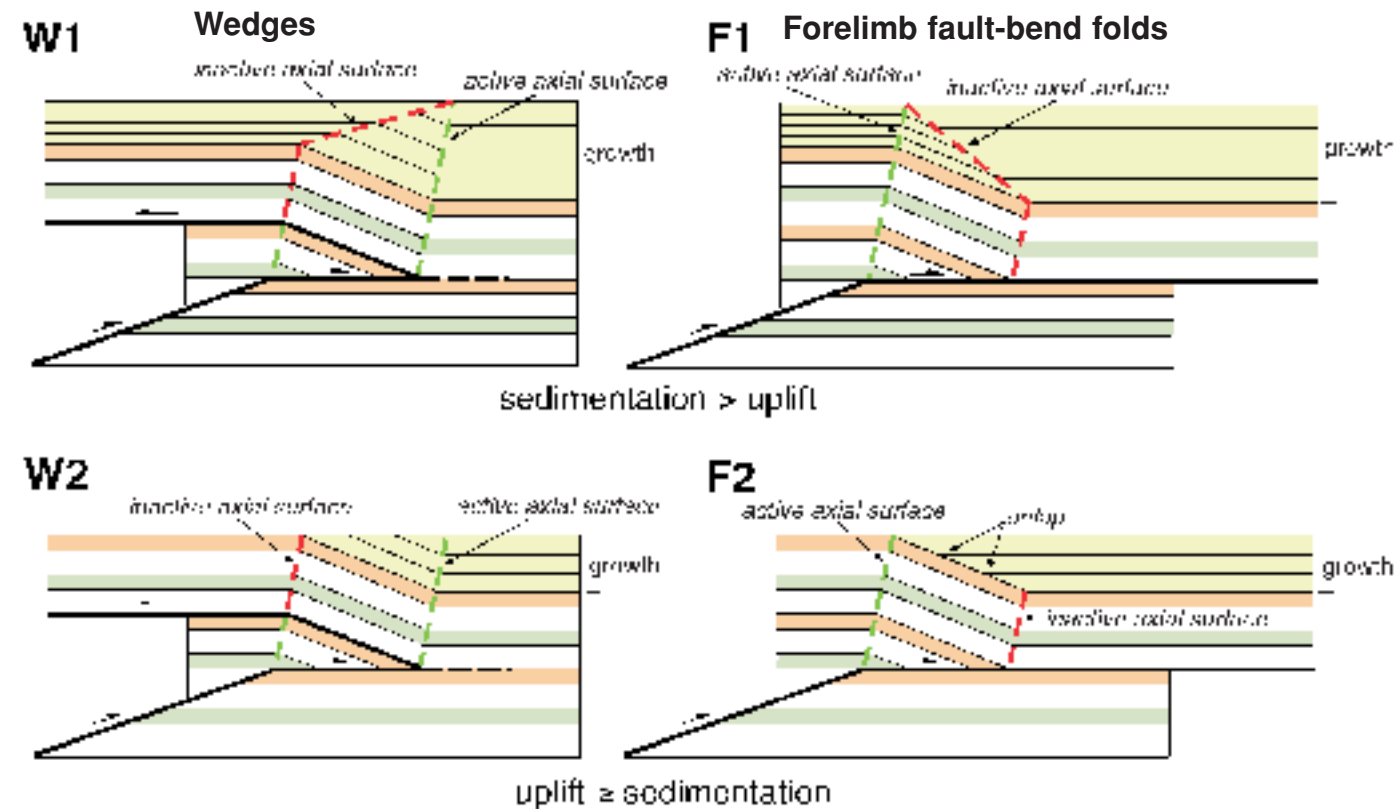 W1
Wedges
inactive axial surface
active axial surface
growth
F1
Forelimb fault-bend folds
active axial surface
inactive axial surface
growth
sedimentation > uplift
W2
inactive axial surface
active axial surface
growth
F2
active axial surface
onlap
growth
inactive axial surface
uplift ≥ sedimentation